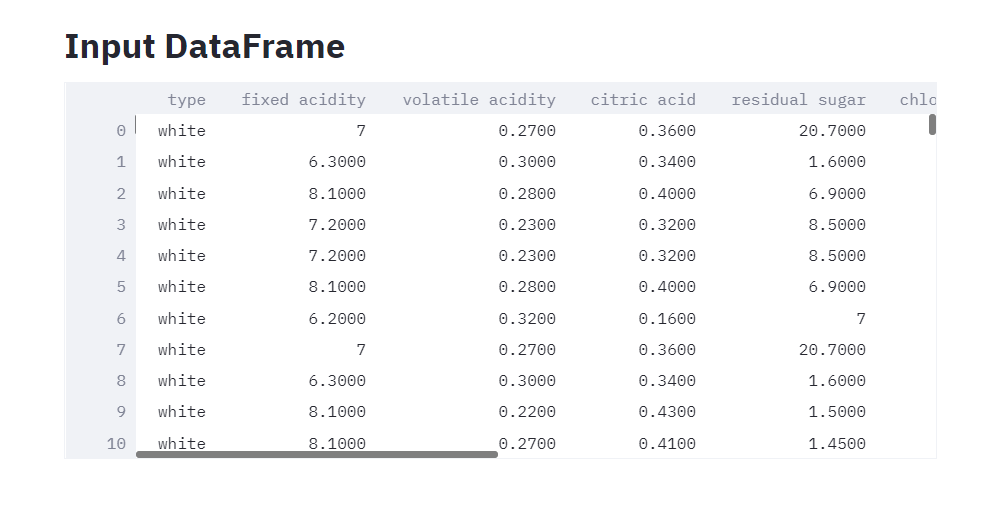 Input DataFrame
type fixed acidity volatile acidity citric acid residual sugar chlo
0 white 7 0.2700 0.3600 20.7000
1 white 6.3000 0.3000 0.3400 1.6000
2 white 8.1000 0.2800 0.4000 6.9000
3 white 7.2000 0.2300 0.3200 8.5000
4 white 7.2000 0.2300 0.3200 8.5000
5 white 8.1000 0.2800 0.4000 6.9000
6 white 6.2000 0.3200 0.1600 7
7 white 7 0.2700 0.3600 20.7000
8 white 6.3000 0.3000 0.3400 1.6000
9 white 8.1000 0.2200 0.4300 1.5000
10 white 8.1000 0.2700 0.4100 1.4500